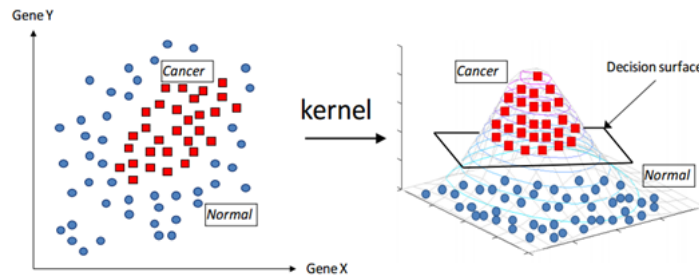 Gene Y
Cancer
Normal
Gene X
kernel
Cancer
Decision surface
Normal